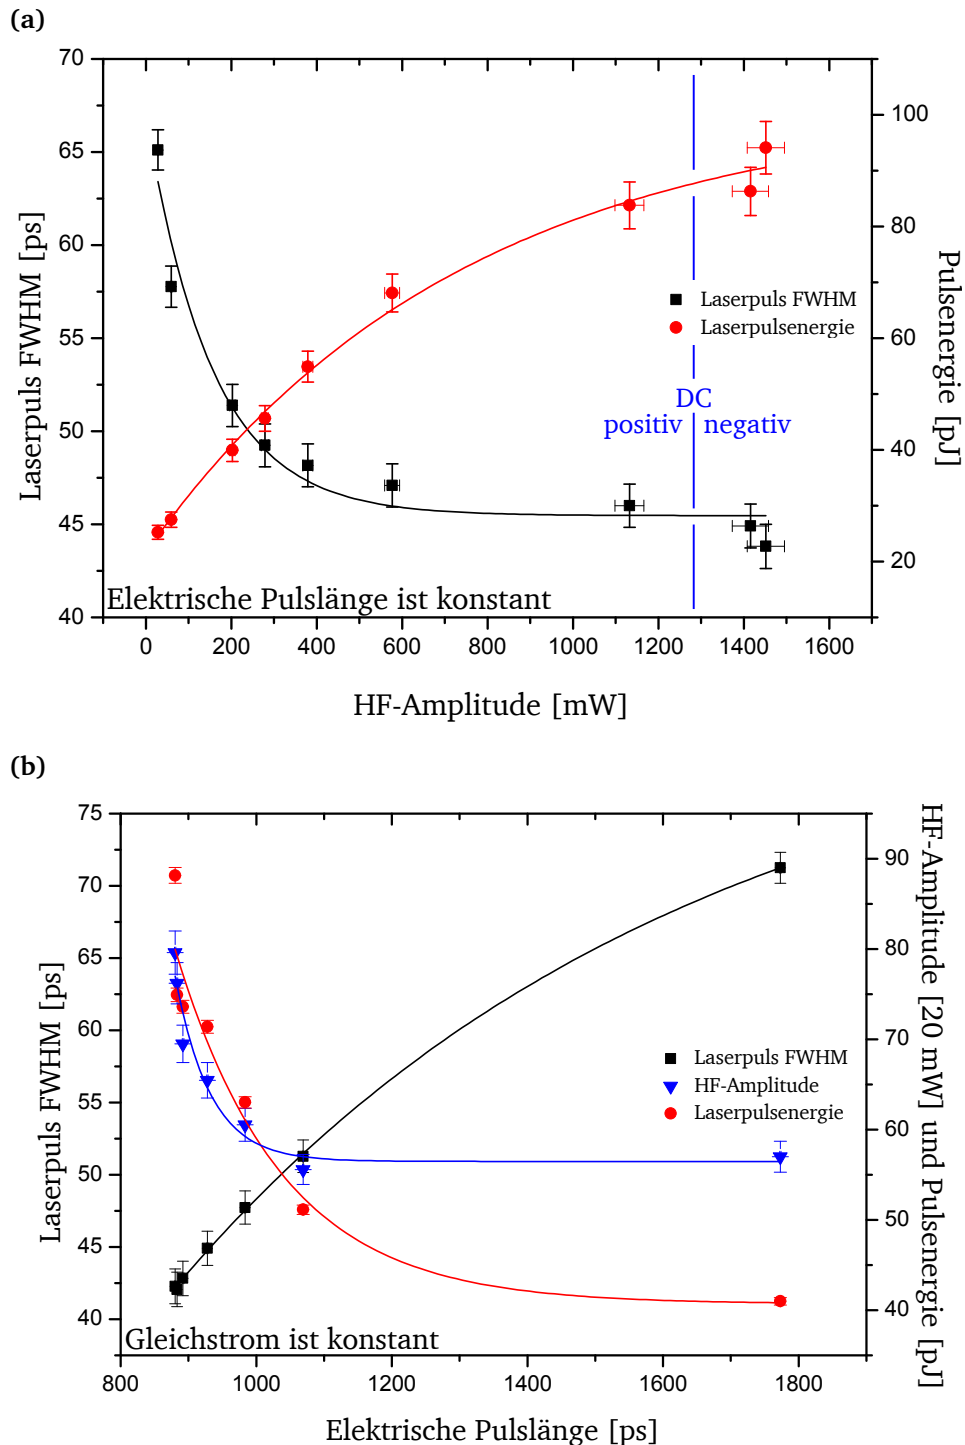 (a)
70
65
60
55
50
45
40
Laserpuls FWHM [ps]
100
80
60
40
20
Pulsenergie [pJ]
Laserpuls FWHM
Laserpulsenergie
DC
positiv negativ
Elektrische Pulslänge ist konstant
0 200 400 600 800 1000 1200 1400 1600
HF-Amplitude [mW]
(b)
75
70
65
60
55
50
45
40
Laserpuls FWHM [ps]
90
80
70
60
50
40
HF-Amplitude [20 mW] und Pulsenergie [pJ]
Laserpuls FWHM
HF-Amplitude
Laserpulsenergie
Gleichstrom ist konstant
800 1000 1200 1400 1600 1800
Elektrische Pulslänge [ps]